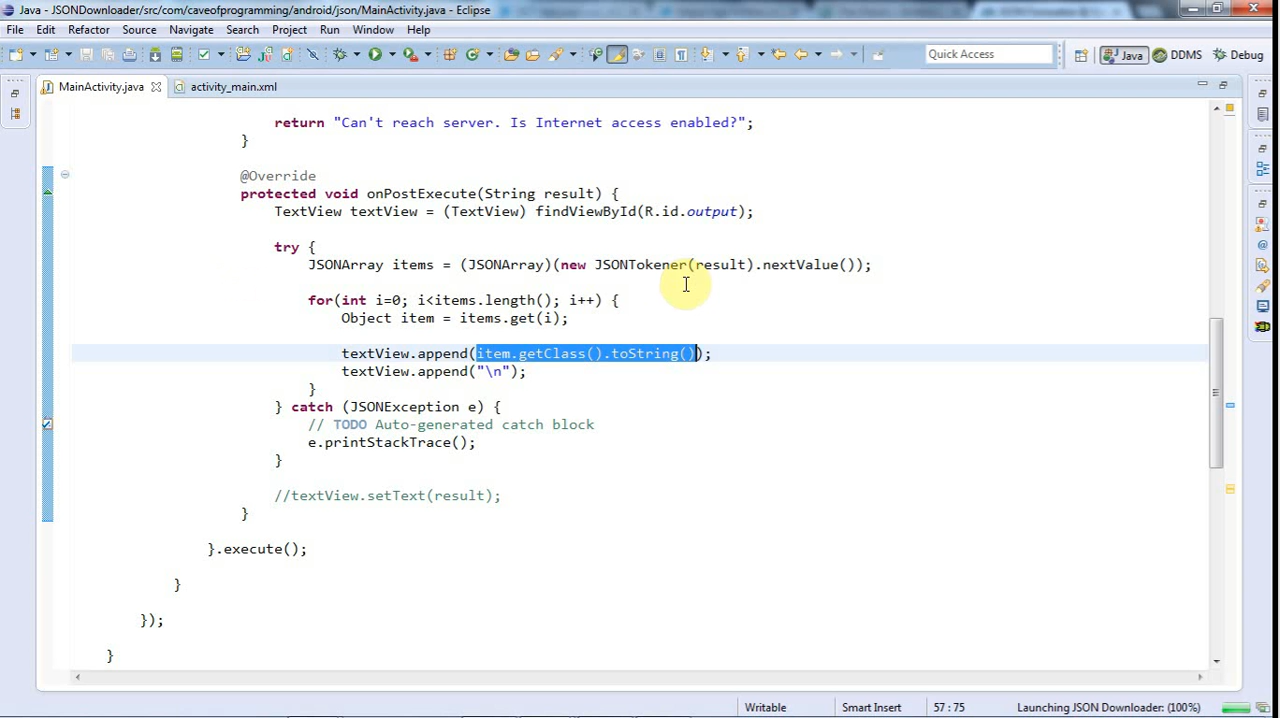 Java - JSONDownloader/src/com/caveofprogramming/android/json/MainActivity.java - Eclipse
File Edit Refactor Source Navigate Search Project Run Window Help
Quick Access Java DDMS Debug
MainActivity.java activity_main.xml
return "Can't reach server. Is Internet access enabled?";
}
@Override
protected void onPostExecute(String result) {
TextView textView = (TextView) findViewById(R.id.output);
try {
JSONArray items = (JSONArray)(new JSONTokener(result).nextValue());
for(int i=0; i<items.length(); i++) {
Object item = items.get(i);
textView.append(item.getClass().toString());
textView.append("\n");
}
} catch (JSONException e) {
// TODO Auto-generated catch block
e.printStackTrace();
}
//textView.setText(result);
}
}.execute();
}
});
}
Writable Smart Insert 57 : 75 Launching JSON Downloader: (100%)